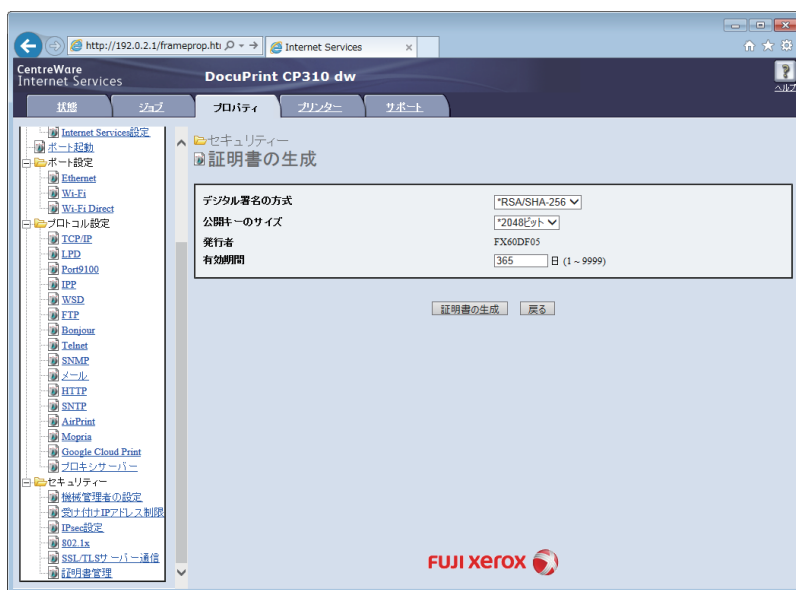 http://192.0.2.1/frameprop.hti
Internet Services
CentreWare
Internet Services
DocuPrint CP310 dw
ヘルプ
状態
ジョブ
プロパティ
プリンター
サポート
Internet Services設定
ポート起動
ポート設定
Ethernet
Wi-Fi
Wi-Fi Direct
プロトコル設定
TCP/IP
LPD
Port9100
IPP
WSD
FTP
Bonjour
Telnet
SNMP
メール
HTTP
SNTP
AirPrint
Mopria
Google Cloud Print
プロキシサーバー
セキュリティー
機械管理者の設定
受け付けIPアドレス制限
IPsec設定
802.1x
SSL/TLSサーバー通信
証明書管理
セキュリティー
証明書の生成
デジタル署名の方式 *RSA/SHA-256
公開キーのサイズ *2048ビット
発行者 FX60DF05
有効期間 365 日 (1 ~ 9999)
証明書の生成 戻る
FUJI xerox